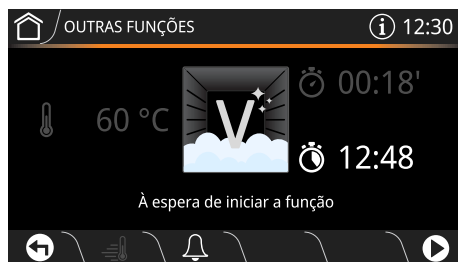 OUTRAS FUNÇÕES 12:30
00:18'
60 °C
V
12:48
À espera de iniciar a função